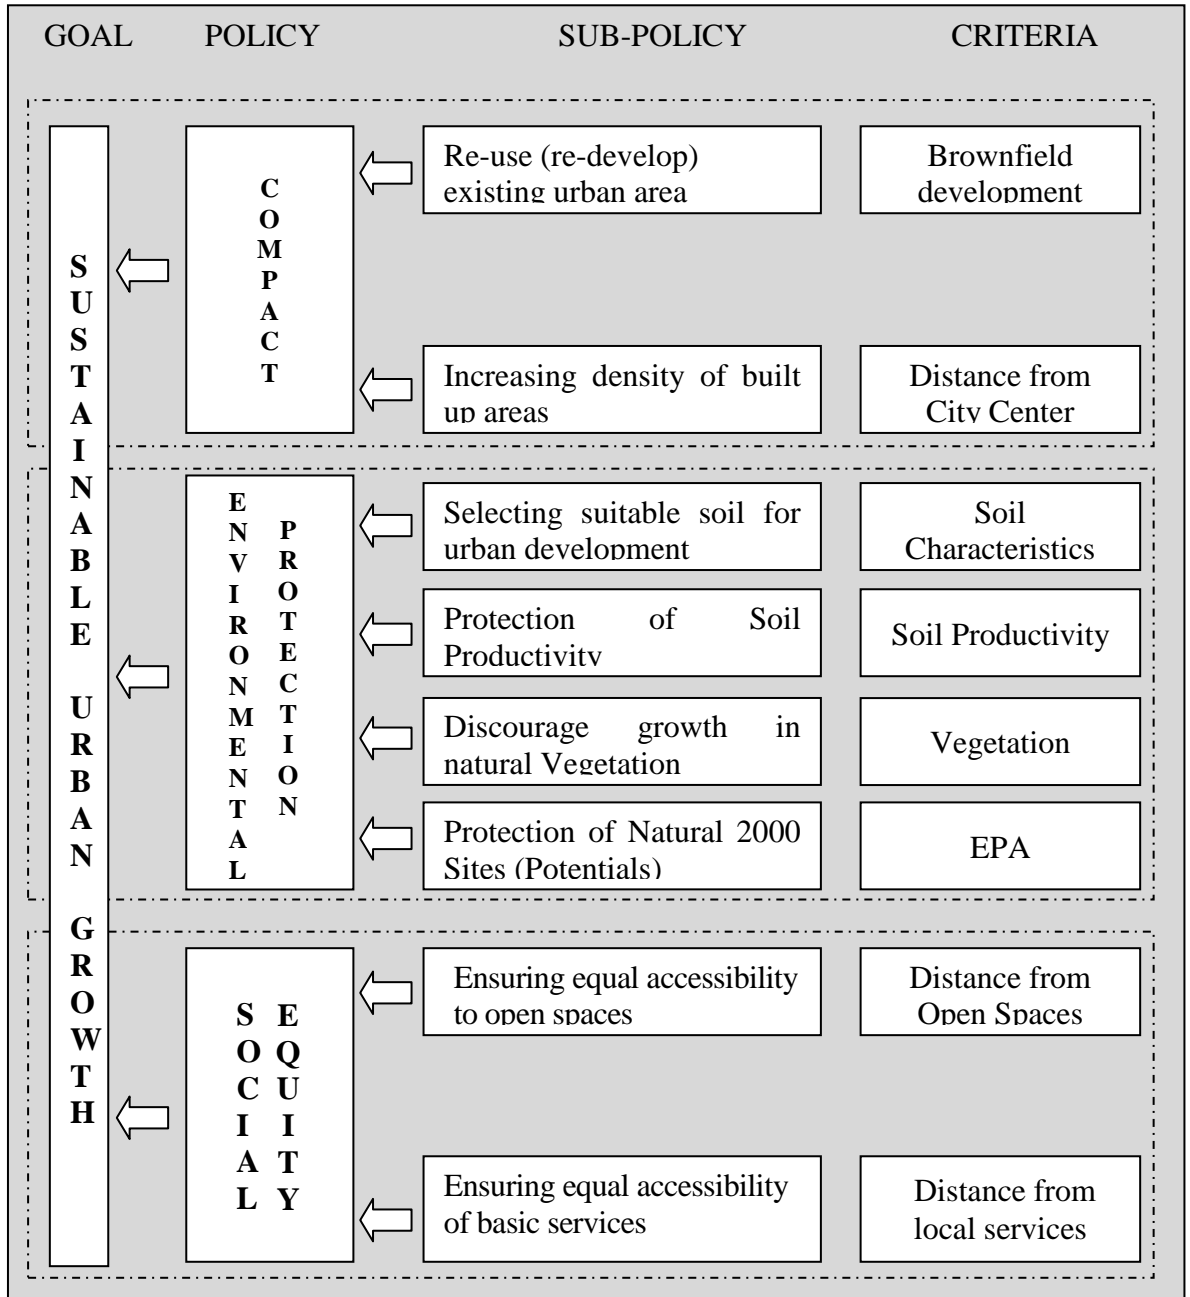 GOAL POLICY SUB-POLICY CRITERIA
SUSTAINABLE URBAN GROWTH
COMPACT
Re-use (re-develop)
existing urban area
Brownfield
development
Increasing density of built
up areas
Distance from
City Center
ENVIRONMENTAL
PROTECTION
Selecting suitable soil for
urban development
Soil
Characteristics
Protection of Soil
Productivity
Soil Productivity
Discourage growth in
natural Vegetation
Vegetation
Protection of Natural 2000
Sites (Potentials)
EPA
SOCIAL
EQUITY
Ensuring equal accessibility
to open spaces
Distance from
Open Spaces
Ensuring equal accessibility
of basic services
Distance from
local services